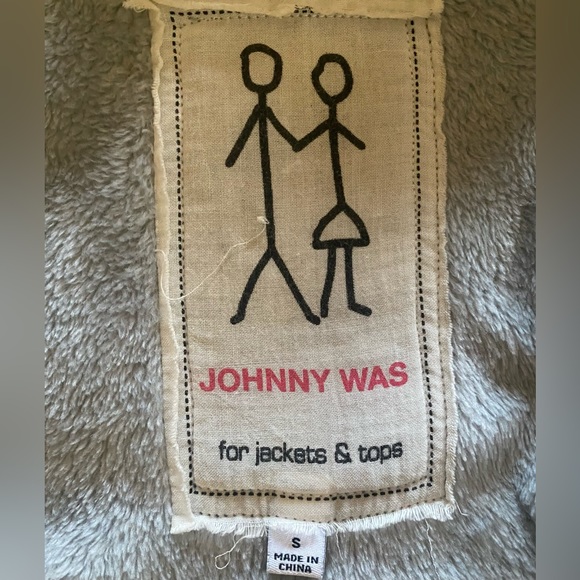 JOHNNY WAS
for jackets & tops
S
MADE IN
CHINA